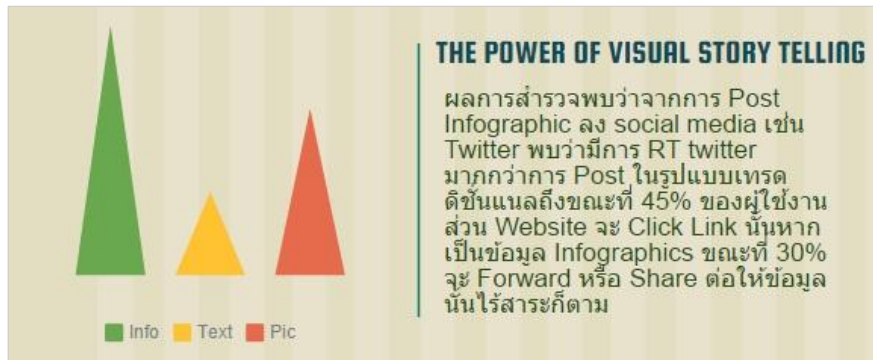 THE POWER OF VISUAL STORY TELLING
ผลการสำรวจพบว่าจากการ Post
Infographic ลง social media เช่น
Twitter พบว่ามีการ RT twitter
มากกว่าการ Post ในรูปแบบเทรด
ดิชั่นแนลถึงขณะที่ 45% ของผู้ใช้งาน
ส่วน Website จะ Click Link นั้นหาก
เป็นข้อมูล Infographics ขณะที่ 30%
จะ Forward หรือ Share ต่อให้ข้อมูล
นั้นไร้สาระก็ตาม
Info Text Pic